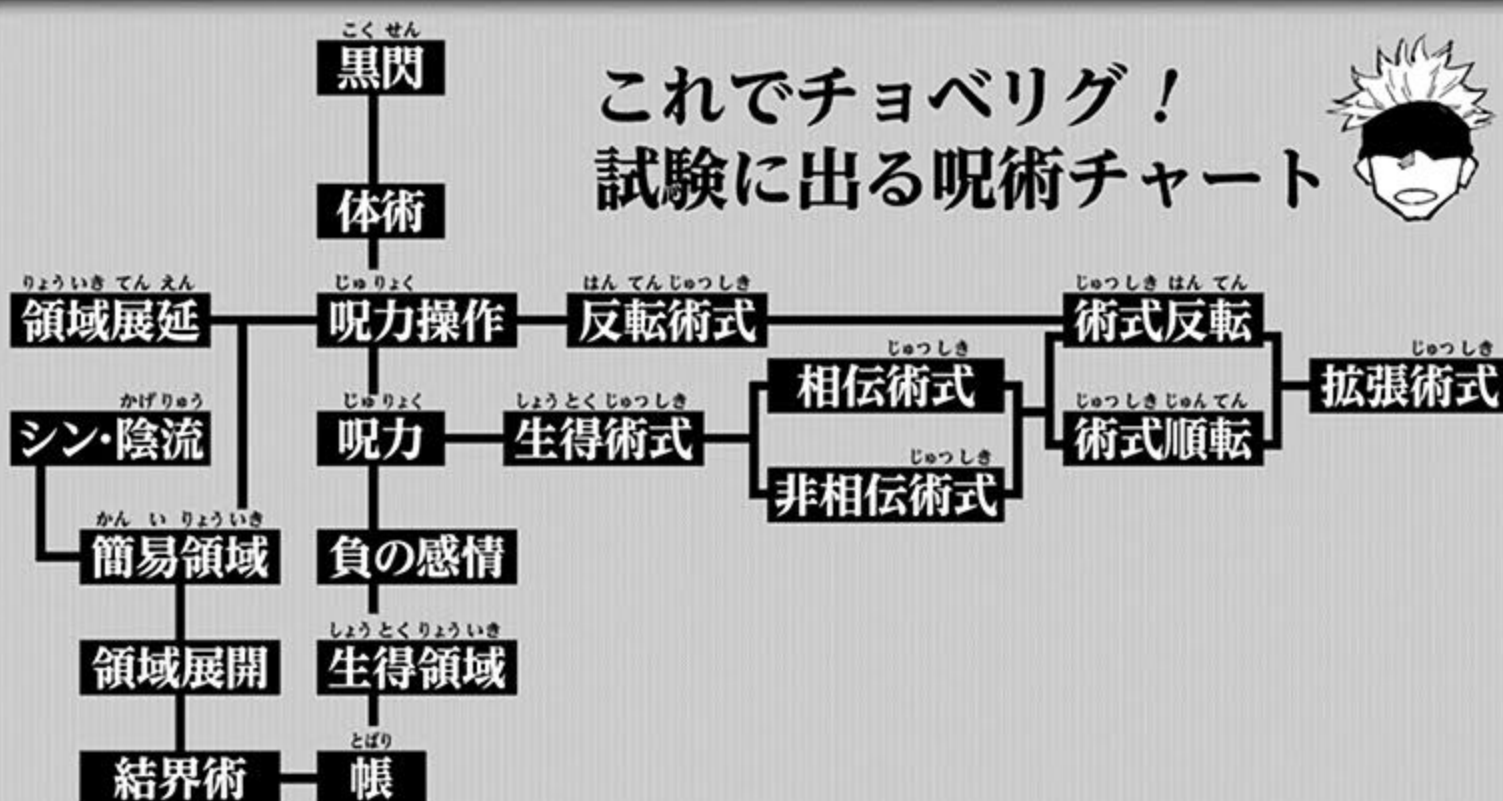 これでチョベリグ！
試験に出る呪術チャート
こくせん
黒閃
体術
りょういきてんえん
領域展延
じゅりょく
呪力操作
はんてんじゅつしき
反転術式
じゅつしきはんてん
術式反転
じゅつしき
相伝術式
じゅつしき
拡張術式
かげりゅう
シン・陰流
じゅりょく
呪力
しょうとくじゅつしき
生得術式
じゅつしきじゅんてん
術式順転
じゅつしき
非相伝術式
かんいりょういき
簡易領域
負の感情
領域展開
しょうとくりょういき
生得領域
結界術
とばり
帳